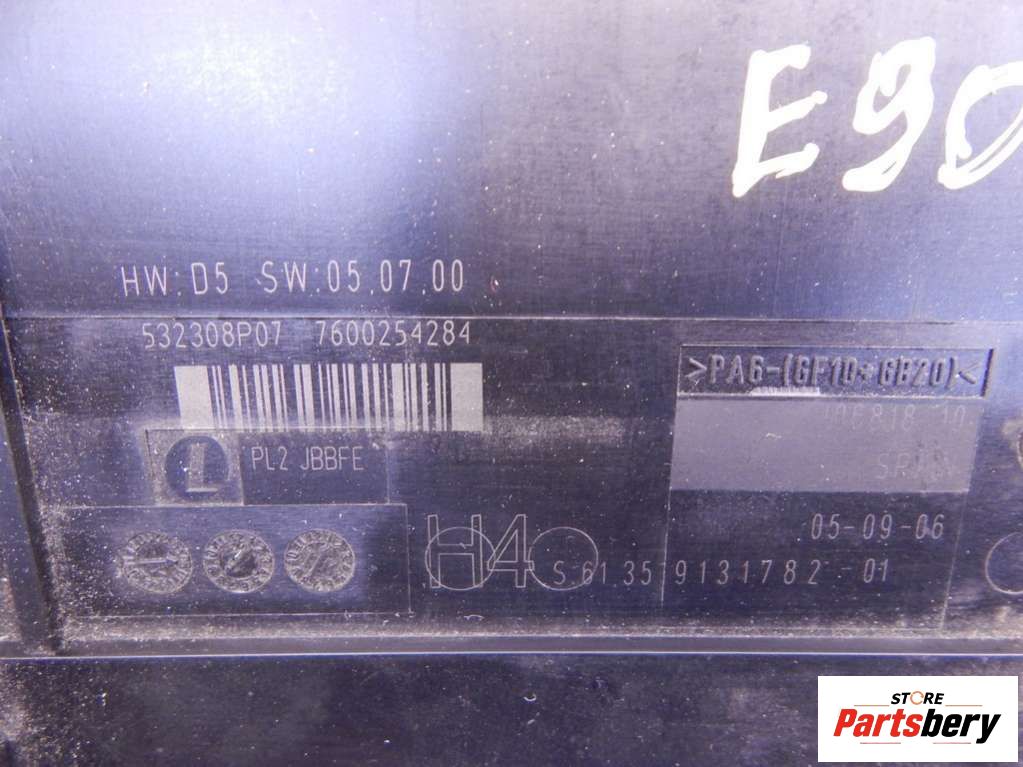 E90
HW:D5 SW:05.07.00
532308P07 7600254284
>PA6-(GF10+GB20)<
L PL2 JBBFE
05-09-06
H4
S 61.35 9131782-01
STORE
Partsbery